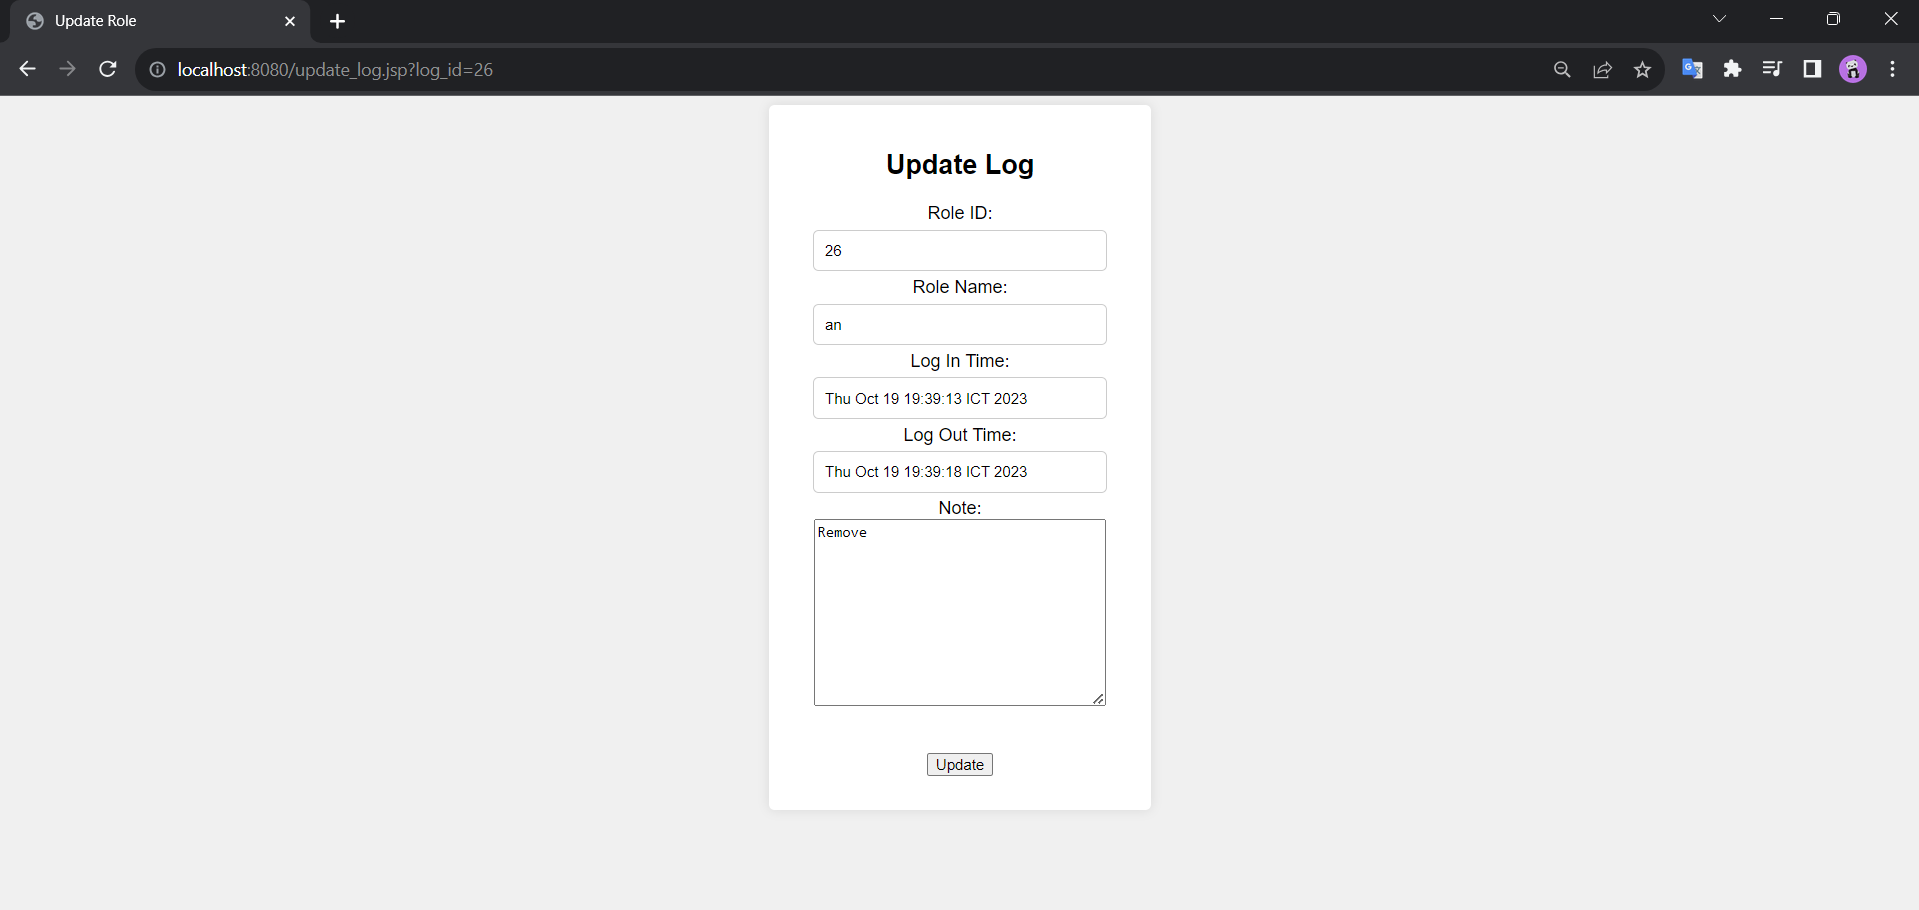 Update Role
localhost:8080/update_log.jsp?log_id=26
Update Log
Role ID:
26
Role Name:
an
Log In Time:
Thu Oct 19 19:39:13 ICT 2023
Log Out Time:
Thu Oct 19 19:39:18 ICT 2023
Note:
Remove
Update